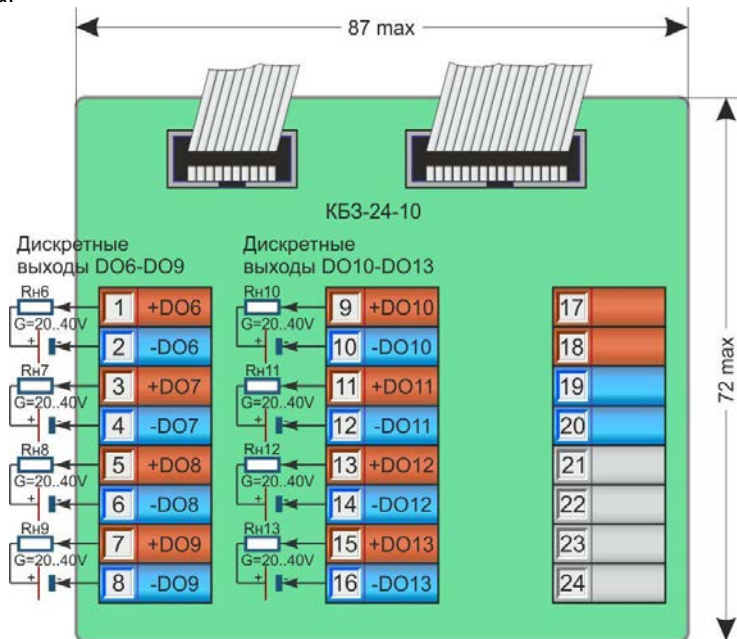 87 max
72 max
КБЗ-24-10
Дискретные
выходы DO6-DO9
Rн6
G=20..40V
+ -
1 +DO6
2 -DO6
Rн7
G=20..40V
+ -
3 +DO7
4 -DO7
Rн8
G=20..40V
+ -
5 +DO8
6 -DO8
Rн9
G=20..40V
+ -
7 +DO9
8 -DO9
Дискретные
выходы DO10-DO13
Rн10
G=20..40V
+ -
9 +DO10
10 -DO10
Rн11
G=20..40V
+ -
11 +DO11
12 -DO11
Rн12
G=20..40V
+ -
13 +DO12
14 -DO12
Rн13
G=20..40V
+ -
15 +DO13
16 -DO13
17
18
19
20
21
22
23
24